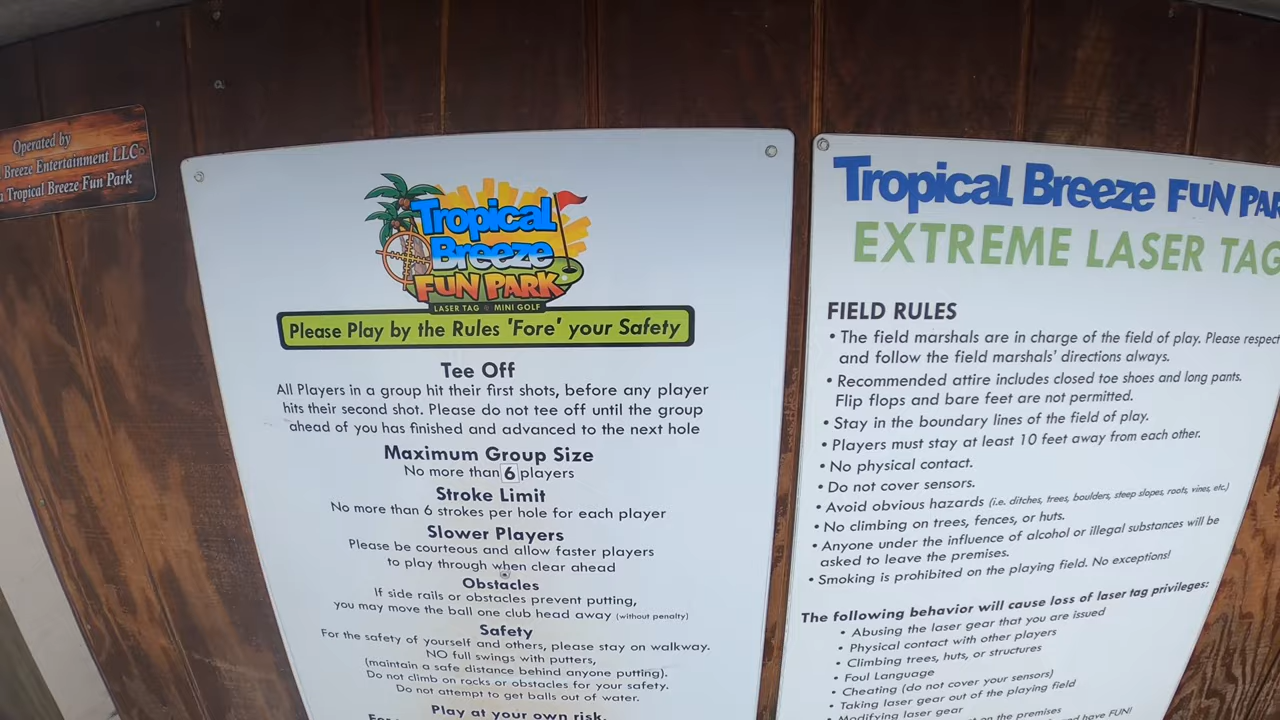 Operated by
Breeze Entertainment LLC
Tropical Breeze Fun Park
Tropical
Breeze
FUN PARK
LASER TAG MINI GOLF
Please Play by the Rules 'Fore' your Safety
Tee Off
All Players in a group hit their first shots, before any player
hits their second shot. Please do not tee off until the group
ahead of you has finished and advanced to the next hole
Maximum Group Size
No more than 6 players
Stroke Limit
No more than 6 strokes per hole for each player
Slower Players
Please be courteous and allow faster players
to play through when clear ahead
Obstacles
If side rails or obstacles prevent putting,
you may move the ball one club head away (without penalty)
Safety
For the safety of yourself and others, please stay on walkway.
NO full swings with putters,
(maintain a safe distance behind anyone putting).
Do not climb on rocks or obstacles for your safety.
Do not attempt to get balls out of water.
Play at your own risk.
Tropical Breeze FUN PAR
EXTREME LASER TAG
FIELD RULES
• The field marshals are in charge of the field of play. Please respect
and follow the field marshals' directions always.
• Recommended attire includes closed toe shoes and long pants.
Flip flops and bare feet are not permitted.
• Stay in the boundary lines of the field of play.
• Players must stay at least 10 feet away from each other.
• No physical contact.
• Do not cover sensors.
• Avoid obvious hazards (i.e. ditches, trees, boulders, steep slopes, roots, vines, etc.)
• No climbing on trees, fences, or huts.
• Anyone under the influence of alcohol or illegal substances will be
asked to leave the premises.
• Smoking is prohibited on the playing field. No exceptions!
The following behavior will cause loss of laser tag privileges:
• Abusing the laser gear that you are issued
• Physical contact with other players
• Climbing trees, huts, or structures
• Foul Language
• Cheating (do not cover your sensors)
• Taking laser gear out of the playing field
• Modifying laser gear
on the premises
and have FUN!